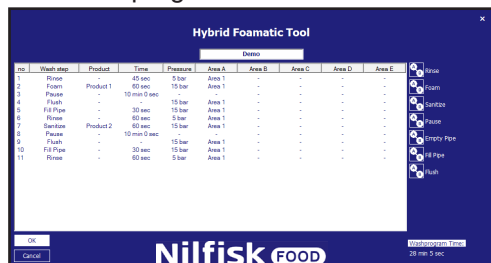 ×
Hybrid Foamatic Tool
Demo
no Wash step Product Time Pressure Area A Area B Area C Area D Area E
1 Rinse - 45 sec 5 bar Area 1 - - - -
2 Foam Product 1 60 sec 15 bar Area 1 - - - -
3 Pause - 10 min 0 sec - - - - - -
4 Flush - - 15 bar Area 1 - - - -
5 Fill Pipe - 30 sec 15 bar Area 1 - - - -
6 Rinse - 60 sec 5 bar Area 1 - - - -
7 Sanitize Product 2 60 sec 15 bar Area 1 - - - -
8 Pause - 10 min 0 sec - - - - - -
9 Flush - - 15 bar Area 1 - - - -
10 Fill Pipe - 30 sec 15 bar Area 1 - - - -
11 Rinse - 60 sec 5 bar Area 1 - - - -
Rinse
Foam
Sanitize
Pause
Empty Pipe
Fill Pipe
Flush
OK
Cancel
Nilfisk FOOD
Washprogram Time:
28 min 5 sec